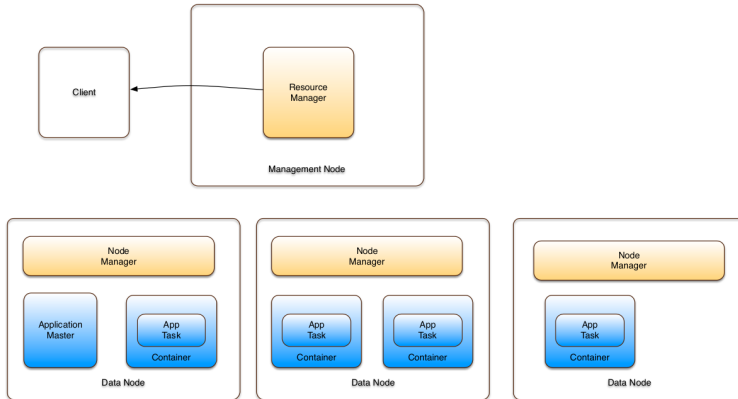 Client
Resource
Manager
Management Node
Node
Manager
Application
Master
App
Task
Container
Data Node
Node
Manager
App
Task
Container
App
Task
Container
Data Node
Node
Manager
App
Task
Container
Data Node